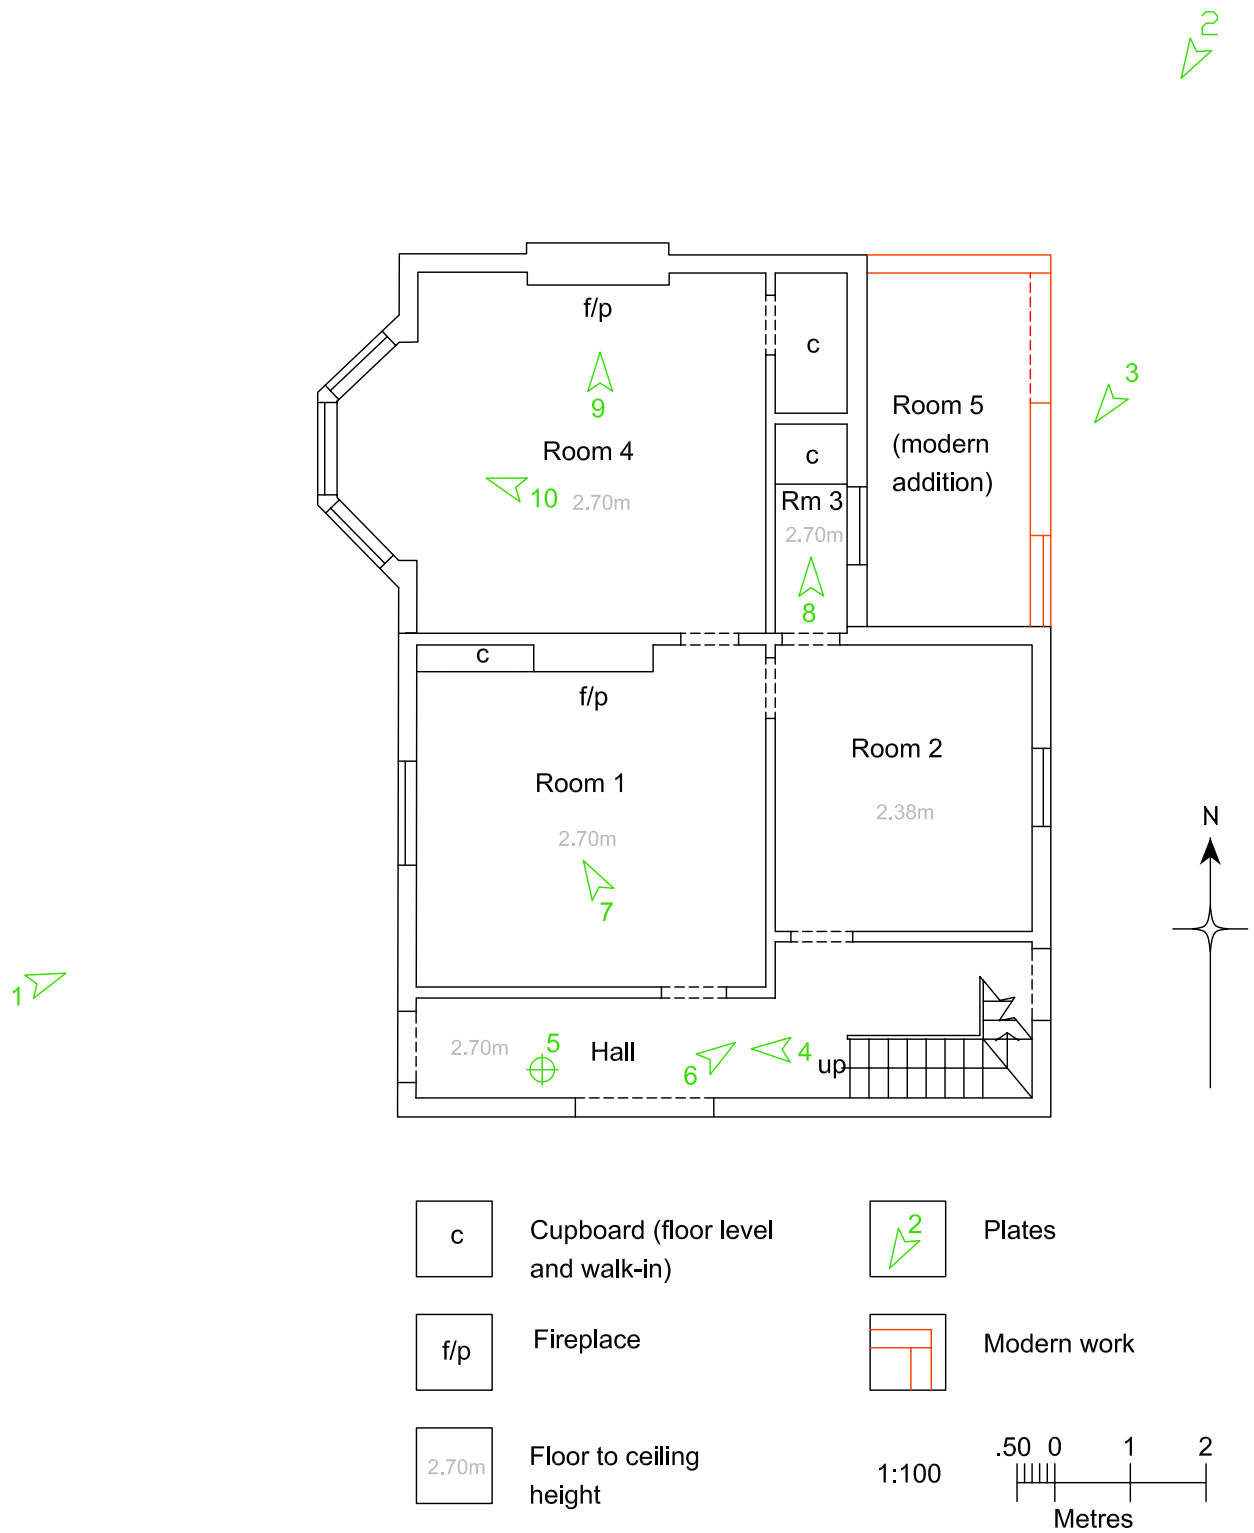 2
f/p
c
3
9
Room 5
(modern
addition)
Room 4
c
10
2.70m
Rm 3
2.70m
8
c
f/p
Room 2
Room 1
2.38m
N
2.70m
7
1
5
2.70m
Hall
4
6
up
c
Cupboard (floor level
and walk-in)
2
Plates
f/p
Fireplace
Modern work
2.70m
Floor to ceiling
height
1:100
.50 0 1 2
Metres